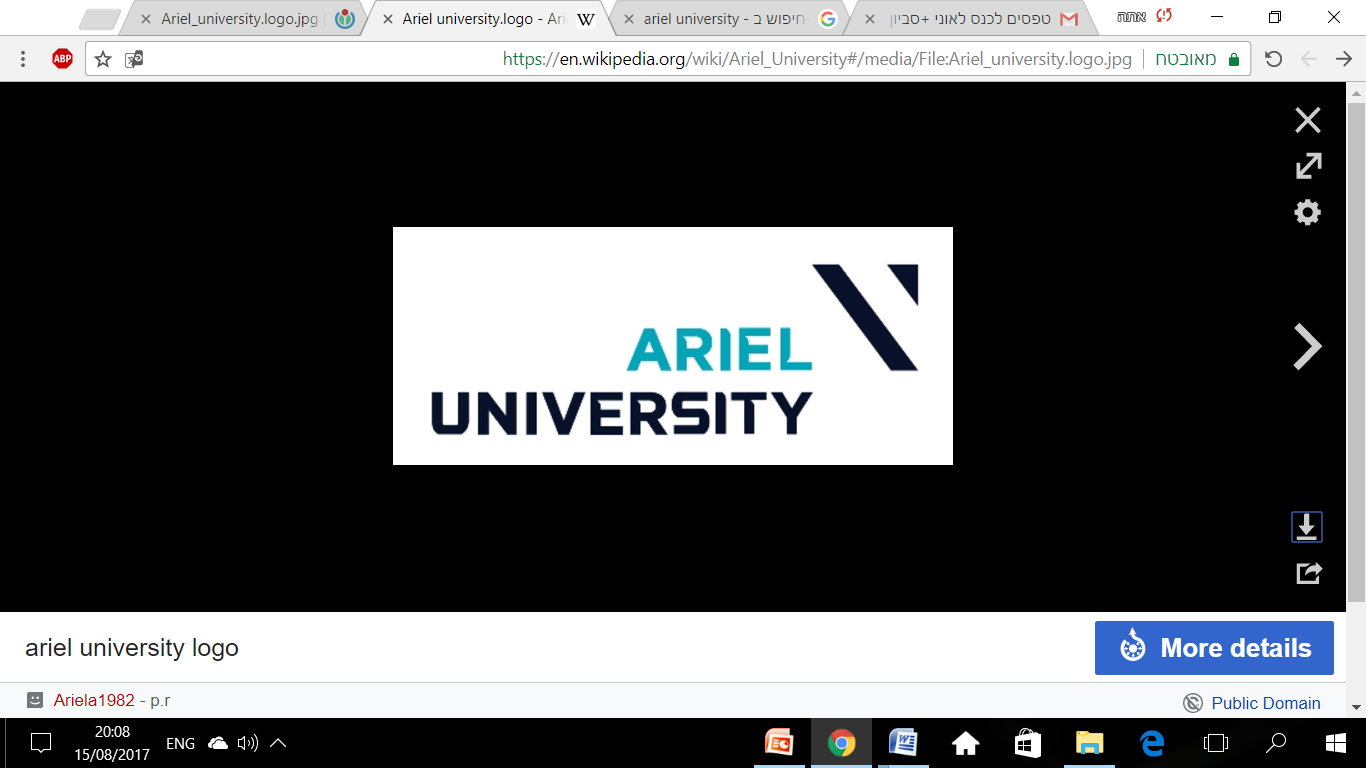 Ariel_university.logo.jpg
Ariel university.logo - Ari
ariel university - חיפוש ב
טפסים לכנס לאוני +סביון
אתה
ABP
https://en.wikipedia.org/wiki/Ariel_University#/media/File:Ariel_university.logo.jpg
מאובטח
ARIEL
UNIVERSITY
ariel university logo
More details
Ariela1982 - p.r
Public Domain
20:08
15/08/2017
ENG